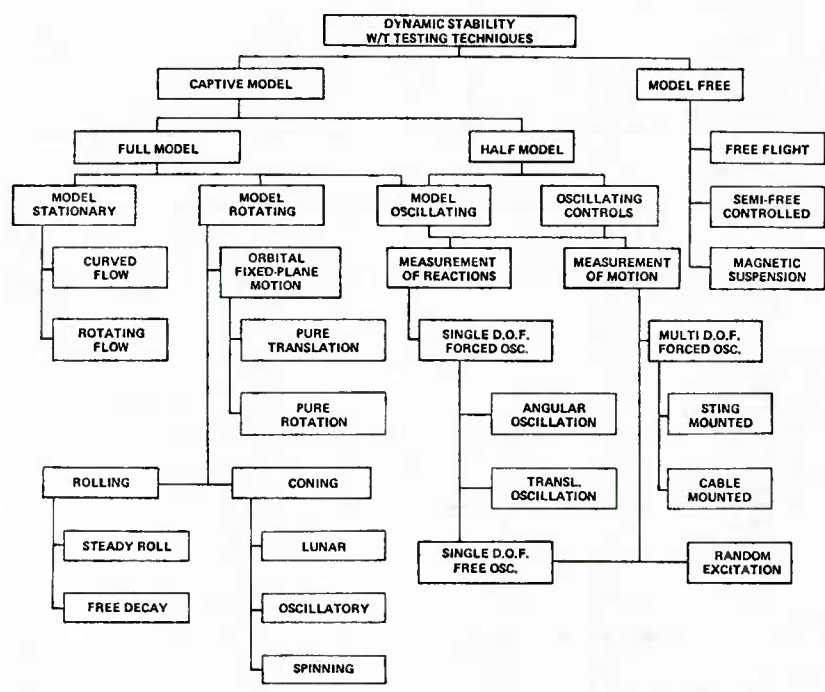 DYNAMIC STABILITY
W/T TESTING TECHNIQUES
CAPTIVE MODEL
MODEL FREE
FULL MODEL
HALF MODEL
FREE FLIGHT
MODEL
STATIONARY
MODEL
ROTATING
MODEL
OSCILLATING
OSCILLATING
CONTROLS
SEMI-FREE
CONTROLLED
CURVED
FLOW
ORBITAL
FIXED-PLANE
MOTION
MEASUREMENT
OF REACTIONS
MEASUREMENT
OF MOTION
MAGNETIC
SUSPENSION
ROTATING
FLOW
PURE
TRANSLATION
SINGLE D.O.F.
FORCED OSC.
MULTI D.O.F.
FORCED OSC.
PURE
ROTATION
ANGULAR
OSCILLATION
STING
MOUNTED
ROLLING
CONING
TRANSL.
OSCILLATION
CABLE
MOUNTED
STEADY ROLL
LUNAR
SINGLE D.O.F.
FREE OSC.
RANDOM
EXCITATION
FREE DECAY
OSCILLATORY
SPINNING